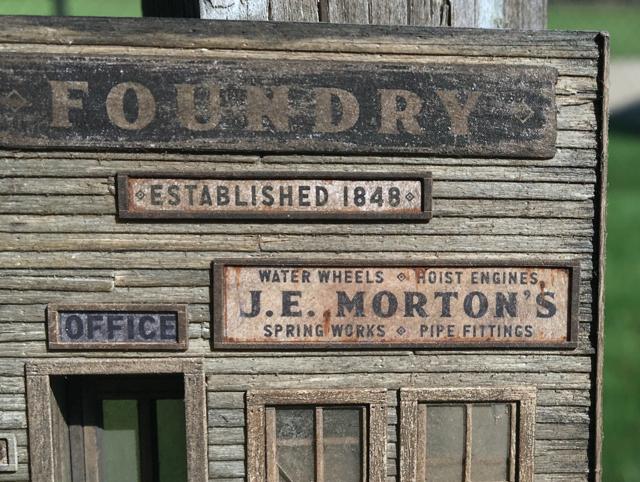 FOUNDRY
ESTABLISHED 1848
WATER WHEELS HOIST ENGINES
J.E. MORTON'S
SPRING WORKS PIPE FITTINGS
OFFICE